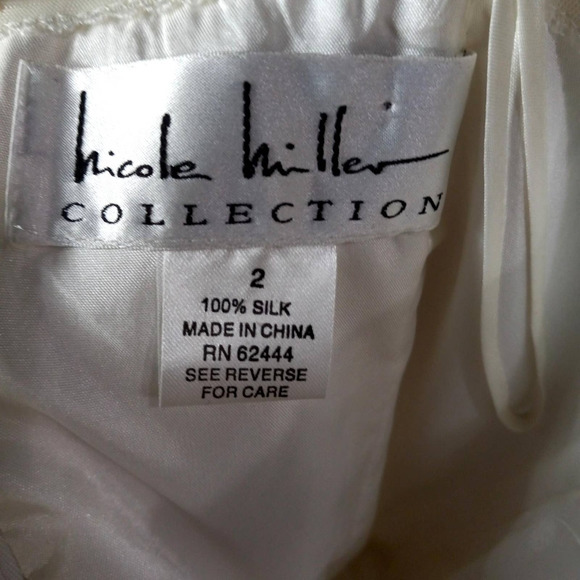 nicole miller
COLLECTION
2
100% SILK
MADE IN CHINA
RN 62444
SEE REVERSE
FOR CARE